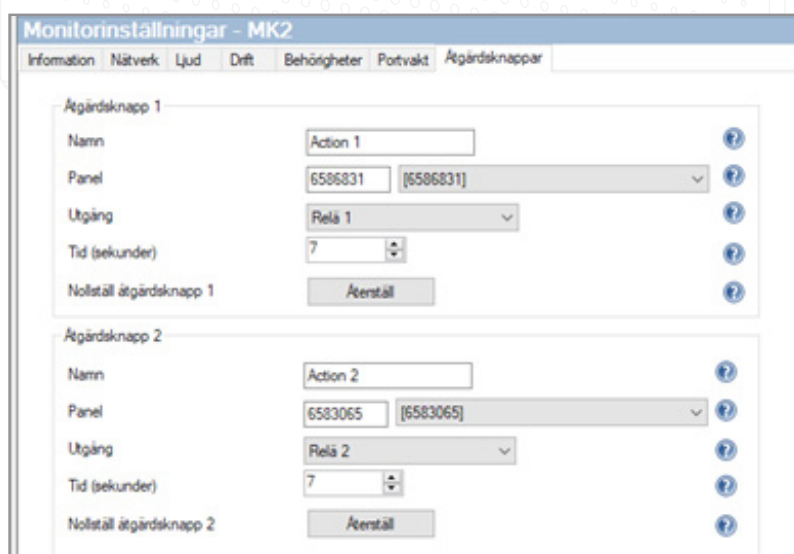 Monitorinställningar - MK2
Information Nätverk Ljud Drift Behörigheter Portvakt Åtgärdsknappar
Åtgärdsknapp 1
Namn Action 1
Panel 6586831 [6586831]
Utgång Relä 1
Tid (sekunder) 7
Nollställ åtgärdsknapp 1 Återställ
Åtgärdsknapp 2
Namn Action 2
Panel 6583065 [6583065]
Utgång Relä 2
Tid (sekunder) 7
Nollställ åtgärdsknapp 2 Återställ